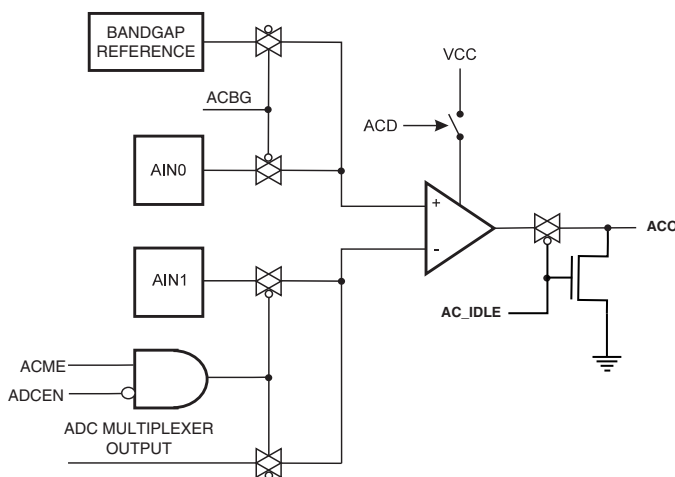 BANDGAP
REFERENCE
VCC
ACBG
ACD
AIN0
+
-
ACO
AIN1
AC_IDLE
ACME
ADCEN
ADC MULTIPLEXER
OUTPUT